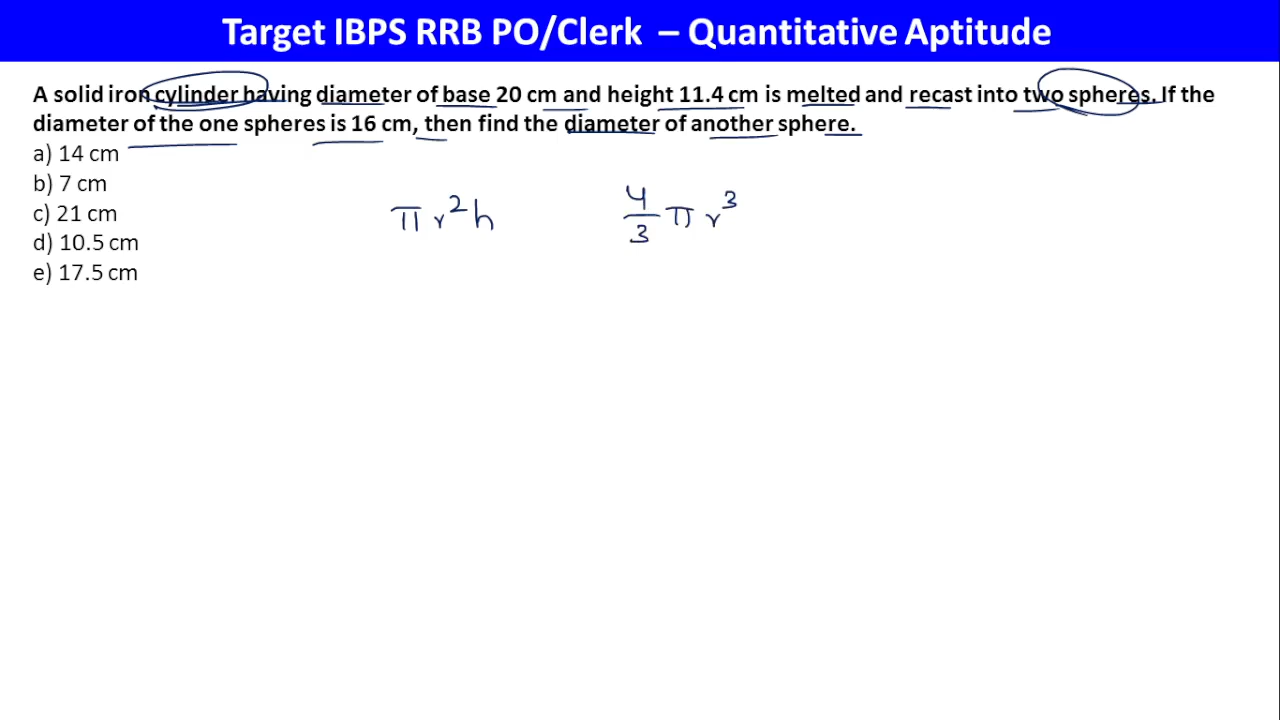 Target IBPS RRB PO/Clerk – Quantitative Aptitude
A solid iron cylinder having diameter of base 20 cm and height 11.4 cm is melted and recast into two spheres. If the
diameter of the one spheres is 16 cm, then find the diameter of another sphere.
a) 14 cm
b) 7 cm
c) 21 cm
d) 10.5 cm
e) 17.5 cm
πr²h 4/3 πr³